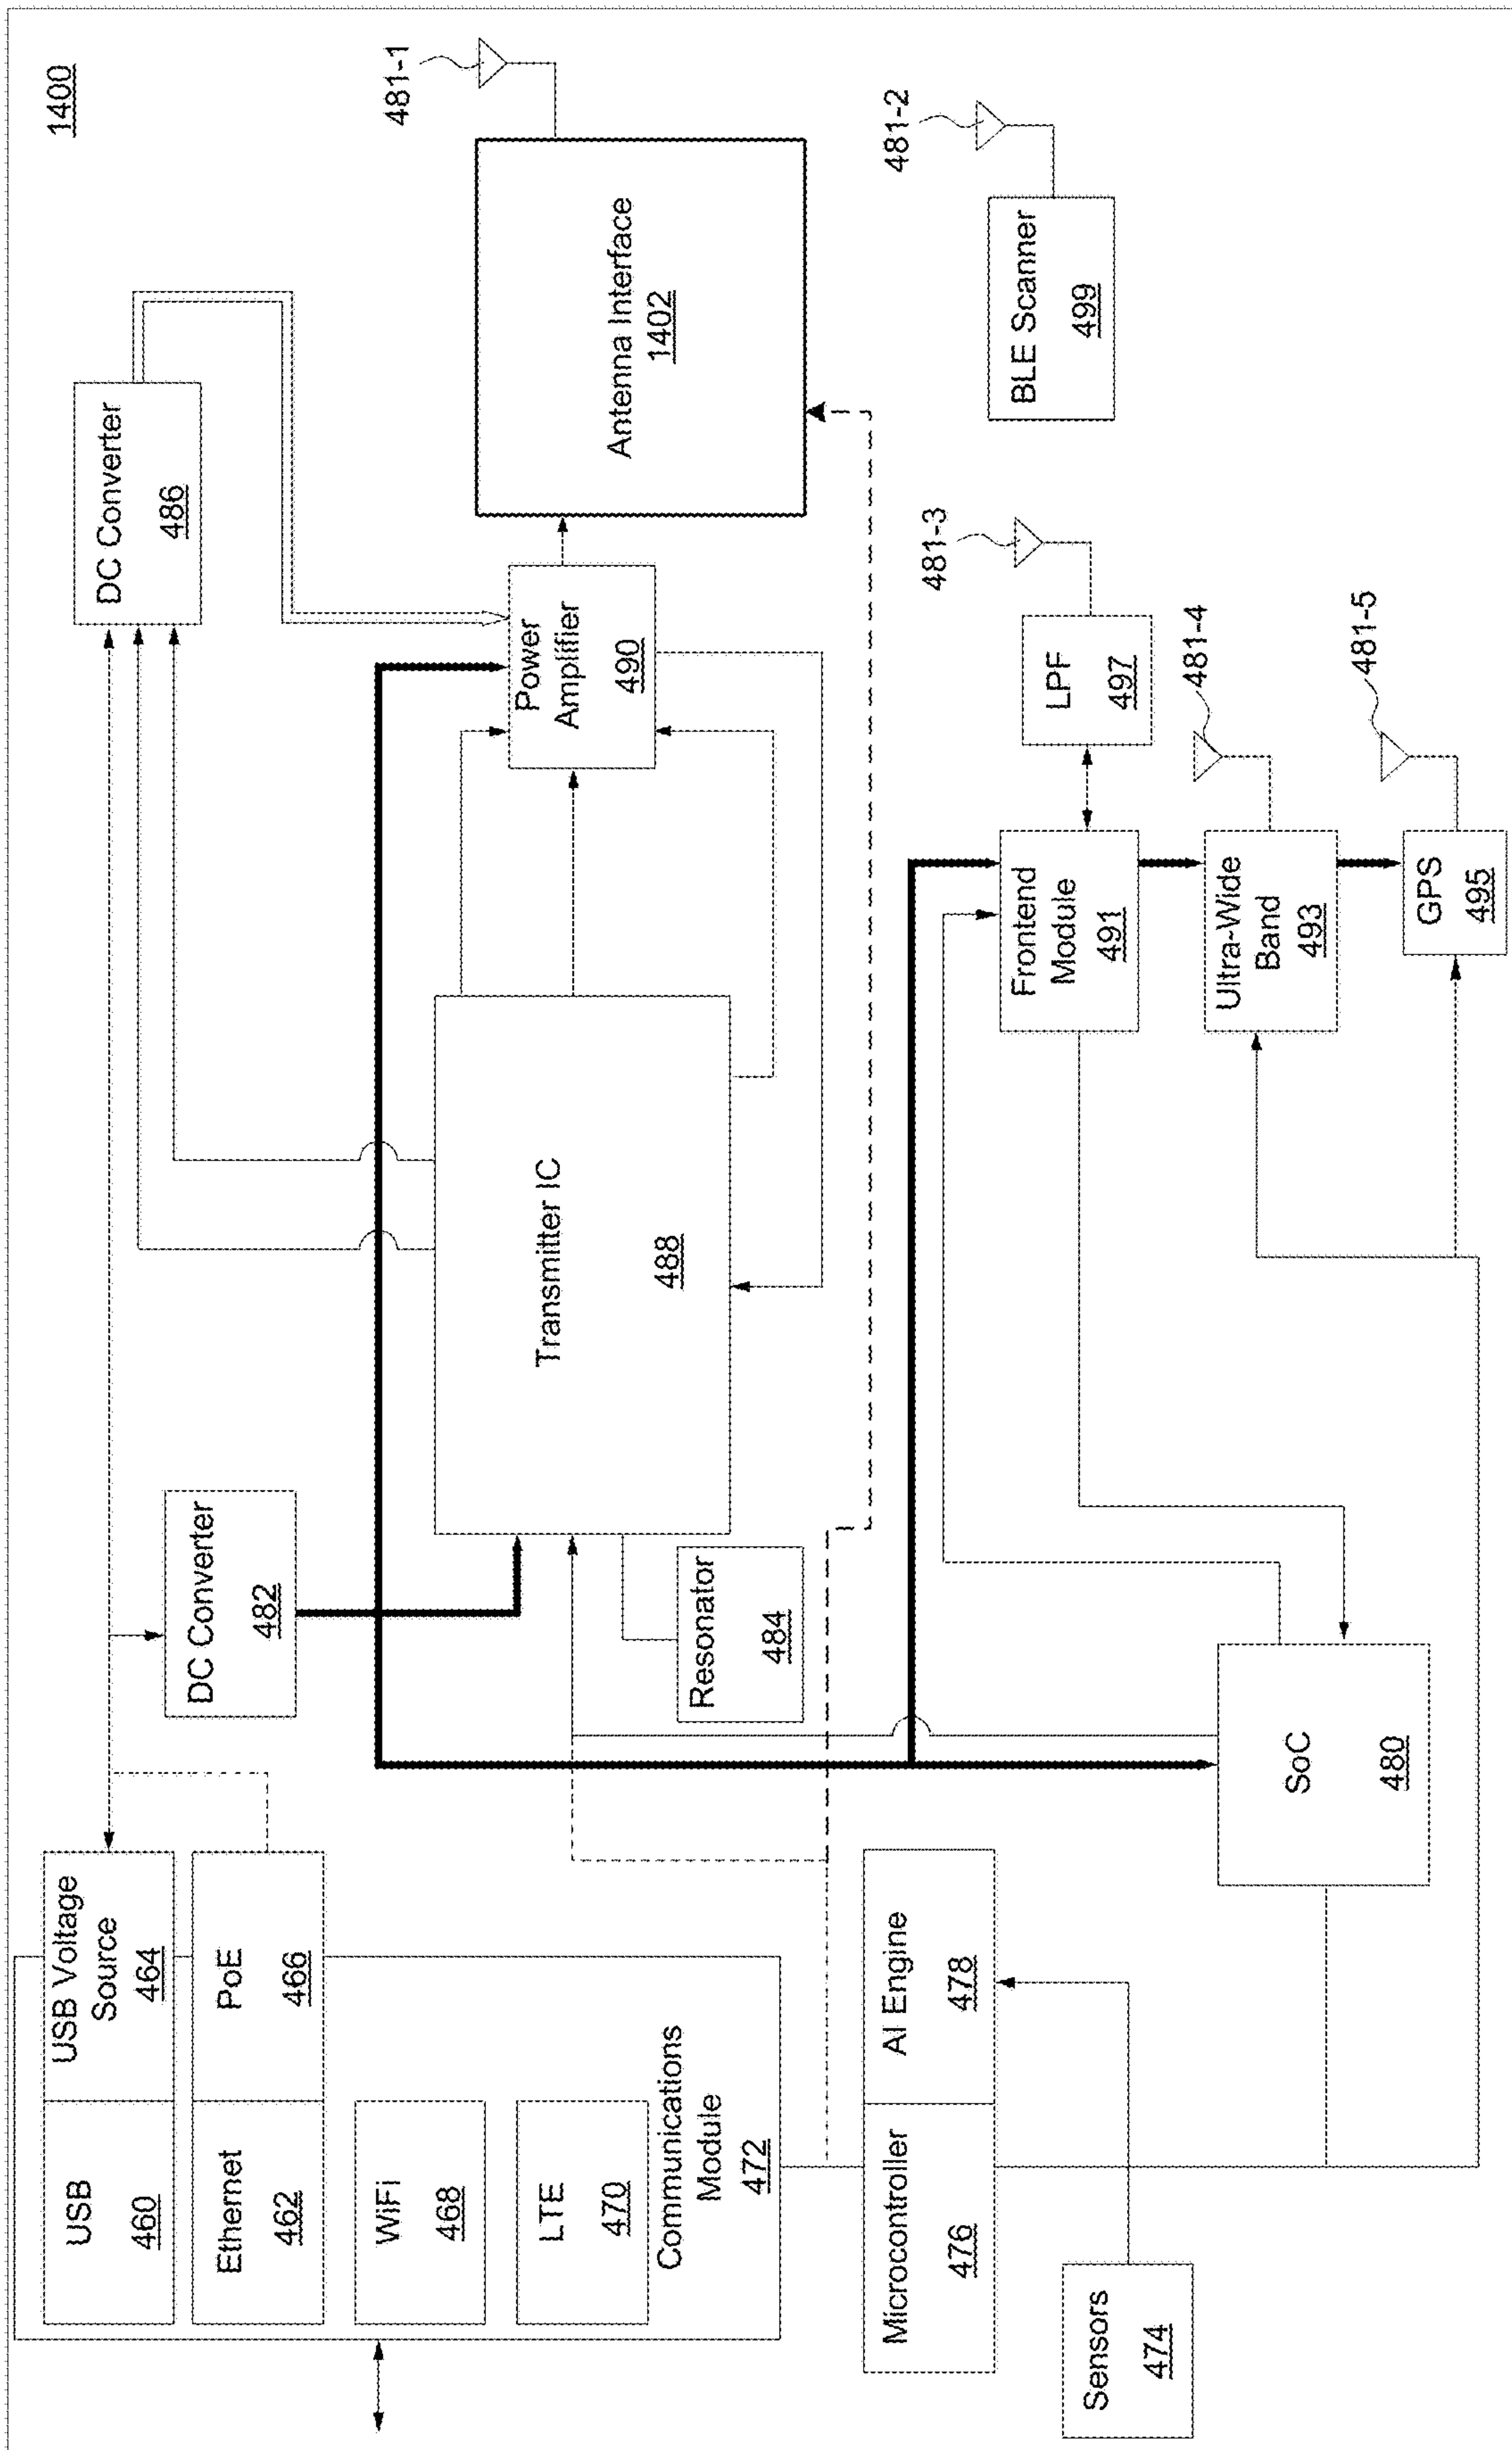 1400
USB
460
USB Voltage
Source
464
Ethernet
462
PoE
466
WiFi
468
LTE
470
Communications
Module
472
DC Converter
482
DC Converter
486
Transmitter IC
488
Resonator
484
Power
Amplifier
490
Antenna Interface
1402
481-1
Microcontroller
476
AI Engine
478
Sensors
474
SoC
480
Frontend
Module
491
LPF
497
481-3
BLE Scanner
499
481-2
Ultra-Wide
Band
493
481-4
GPS
495
481-5